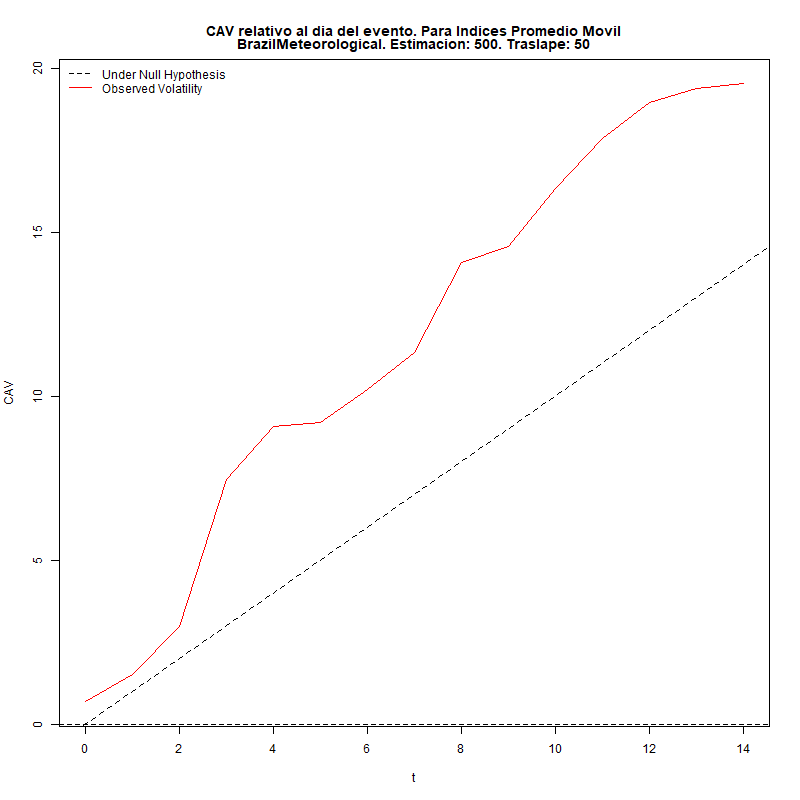 CAV relativo al dia del evento. Para Indices Promedio Movil
BrazilMeteorological. Estimacion: 500. Traslape: 50
Under Null Hypothesis
Observed Volatility
CAV
20
15
10
5
0
0 2 4 6 8 10 12 14
t